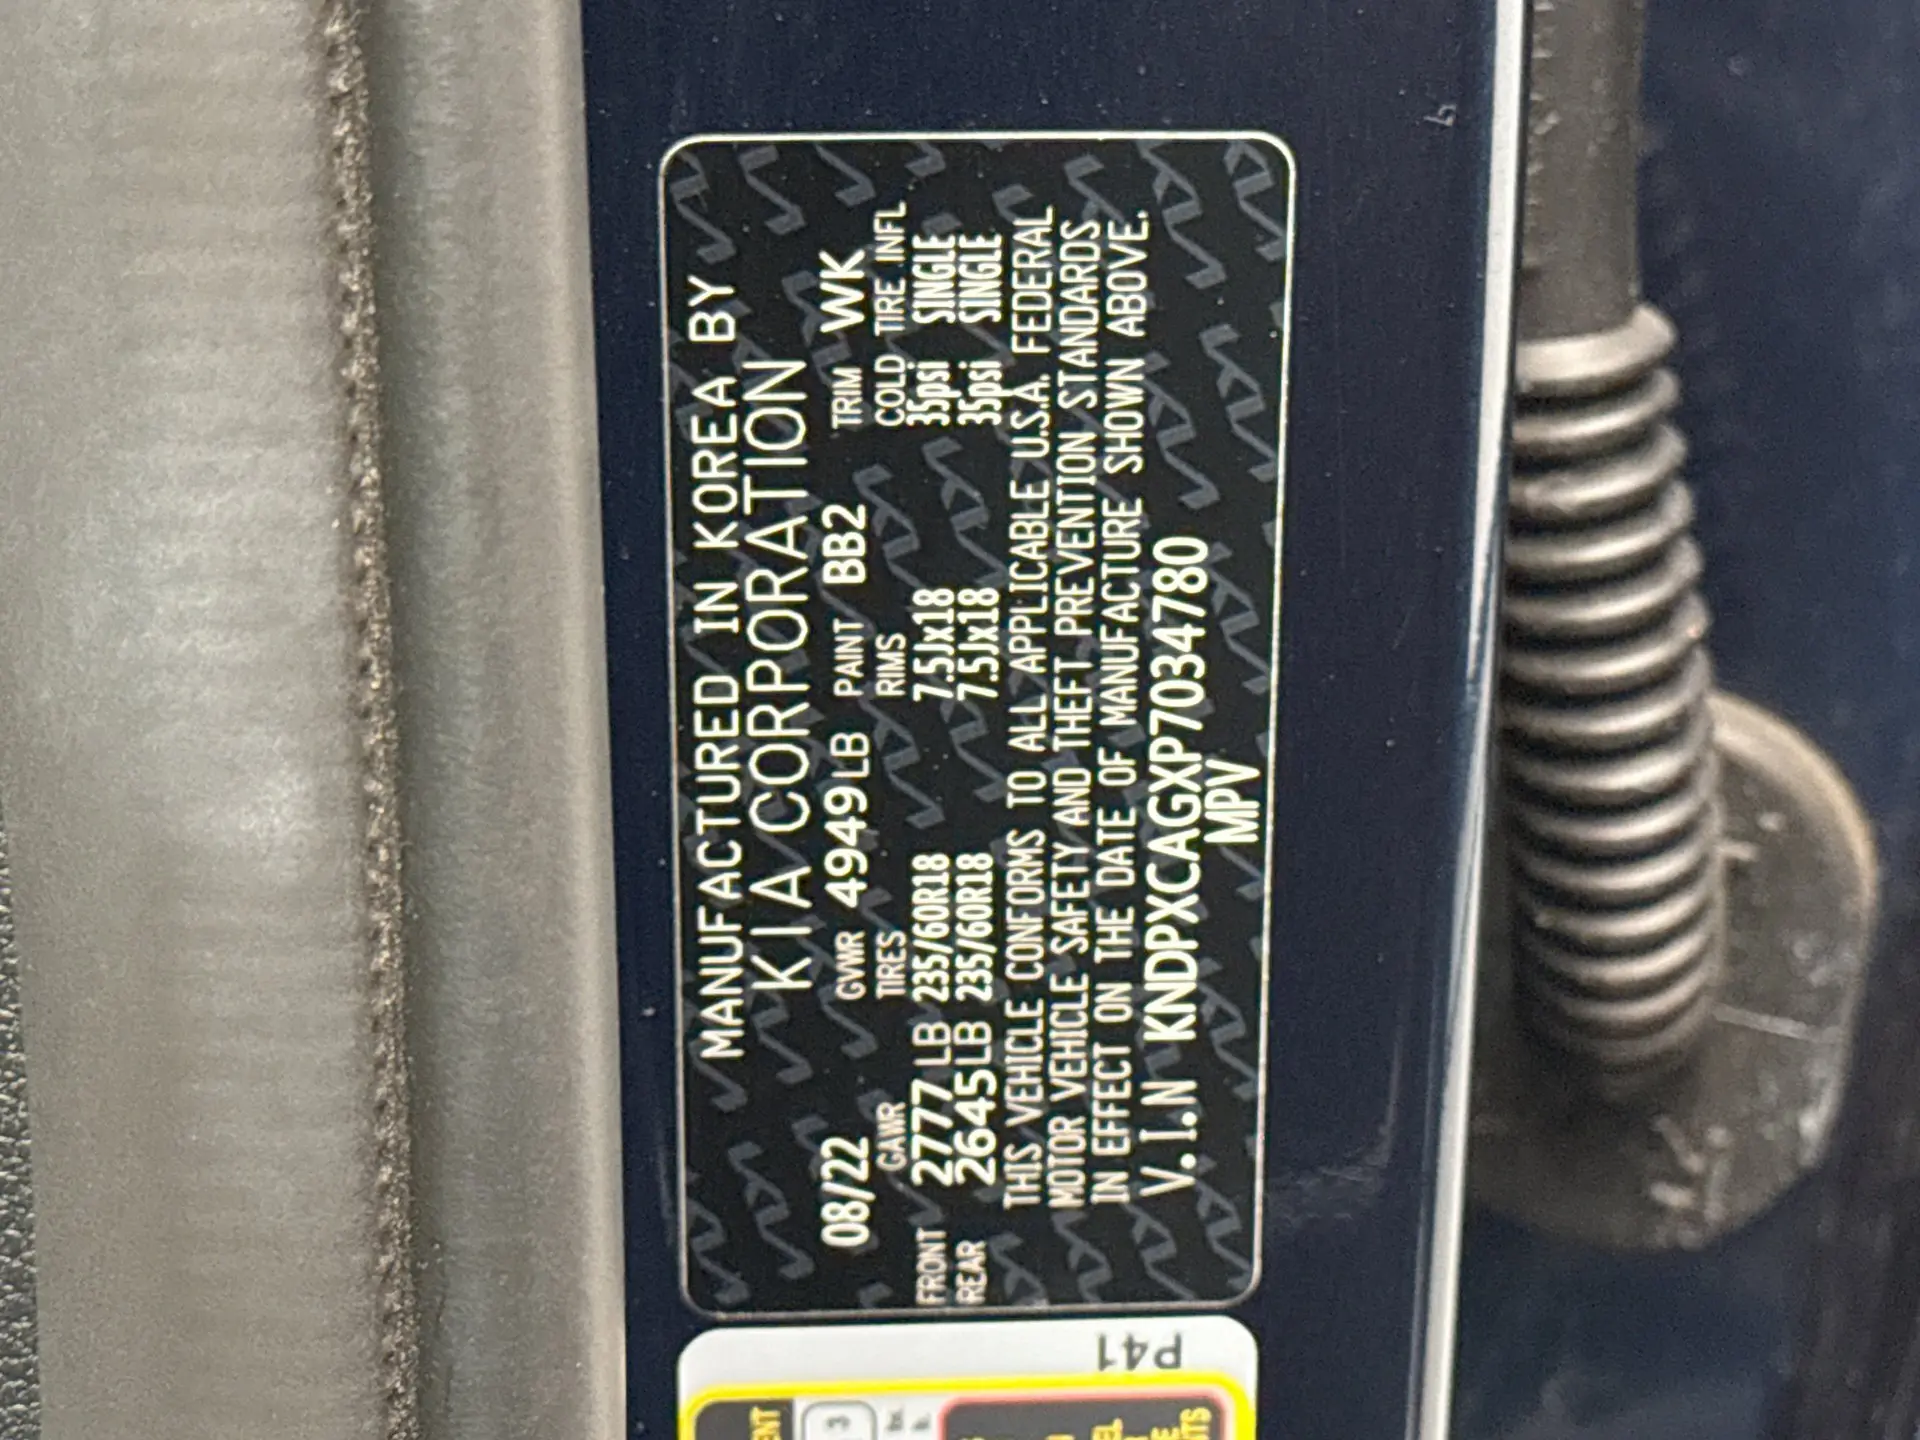 MANUFACTURED IN KOREA BY
KIA CORPORATION
08/22 GVWR 4949LB PAINT BB2 TRIM WK
GAWR TIRES RIMS COLD TIRE INFL
FRONT 2777LB 235/60R18 7.5Jx18 35psi SINGLE
REAR 2645LB 235/60R18 7.5Jx18 35psi SINGLE
THIS VEHICLE CONFORMS TO ALL APPLICABLE U.S.A. FEDERAL
MOTOR VEHICLE SAFETY AND THEFT PREVENTION STANDARDS
IN EFFECT ON THE DATE OF MANUFACTURE SHOWN ABOVE.
V.I.N KNDPXCAGXP7034780
MPV
P41